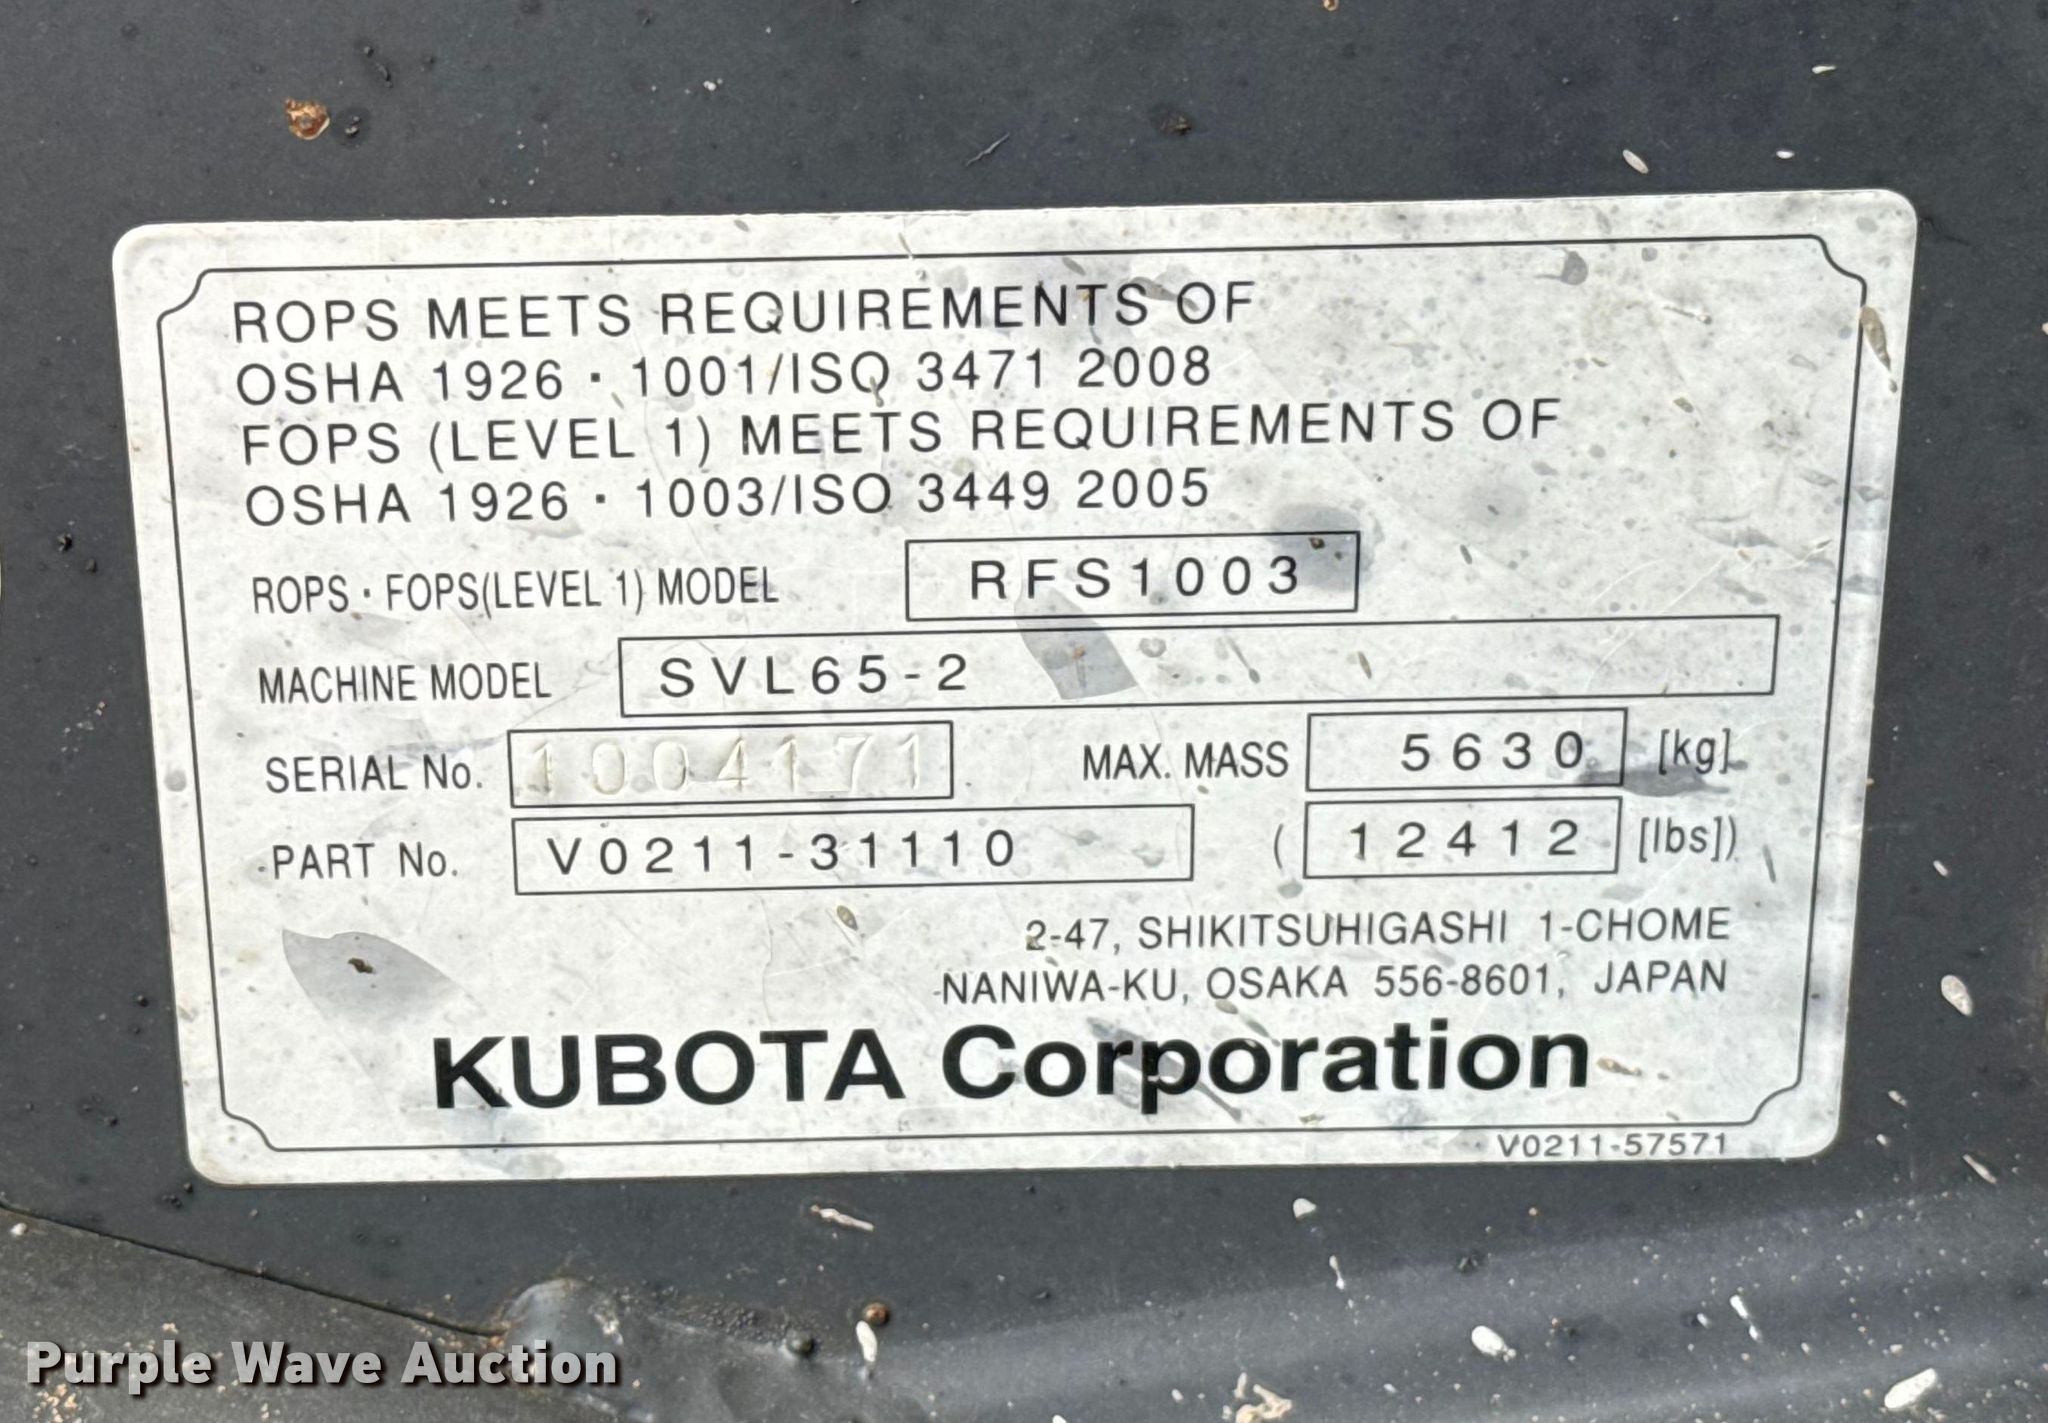 ROPS MEETS REQUIREMENTS OF
OSHA 1926 · 1001/ISO 3471 2008
FOPS (LEVEL 1) MEETS REQUIREMENTS OF
OSHA 1926 · 1003/ISO 3449 2005
ROPS · FOPS(LEVEL 1) MODEL RFS1003
MACHINE MODEL SVL65-2
SERIAL No. 1004171 MAX. MASS 5630 [kg]
PART No. V0211-31110 (12412 [lbs])
2-47, SHIKITSUHIGASHI 1-CHOME
NANIWA-KU, OSAKA 556-8601, JAPAN
KUBOTA Corporation
V0211-57571
Purple Wave Auction